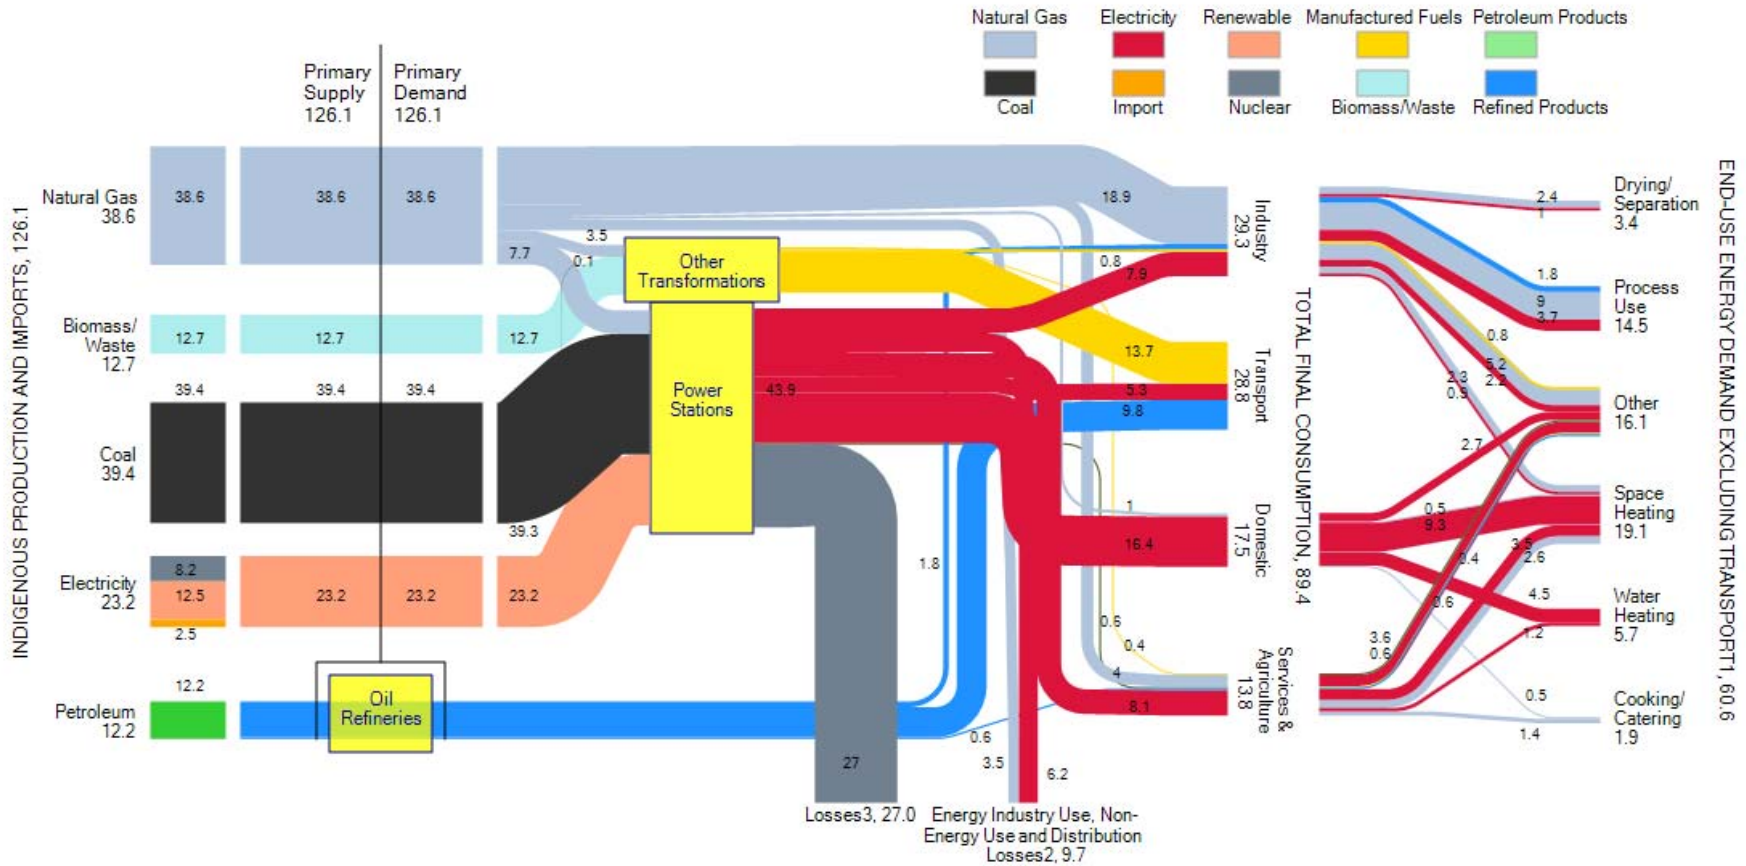 Natural Gas
Electricity
Renewable
Manufactured Fuels
Petroleum Products
Coal
Import
Nuclear
Biomass/Waste
Refined Products
Primary
Supply
126.1
Primary
Demand
126.1
INDIGENOUS PRODUCTION AND IMPORTS, 126.1
Natural Gas
38.6
38.6
38.6
38.6
Biomass/
Waste
12.7
12.7
12.7
12.7
39.4
39.4
39.4
Coal
39.4
39.3
Electricity
23.2
8.2
12.5
2.5
23.2
23.2
23.2
12.2
Petroleum
12.2
Oil
Refineries
7.7
3.5
0.1
Other
Transformations
Power
Stations
43.9
27
Losses3, 27.0
1.8
0.6
3.5
6.2
Energy Industry Use, Non-
Energy Use and Distribution
Losses2, 9.7
18.9
0.8
7.9
13.7
5.3
9.8
1
16.4
0.6
0.4
4
8.1
Industry
29.3
Transport
28.8
Domestic
17.5
Services &
Agriculture
13.8
TOTAL FINAL CONSUMPTION, 89.4
2.4
1
1.8
9
3.7
0.8
5.2
2.2
2.3
0.9
2.7
0.5
9.3
0.4
3.5
2.6
0.6
4.5
1.2
3.6
0.6
0.5
1.4
Drying/
Separation
3.4
Process
Use
14.5
Other
16.1
Space
Heating
19.1
Water
Heating
5.7
Cooking/
Catering
1.9
END-USE ENERGY DEMAND EXCLUDING TRANSPORT1, 60.6